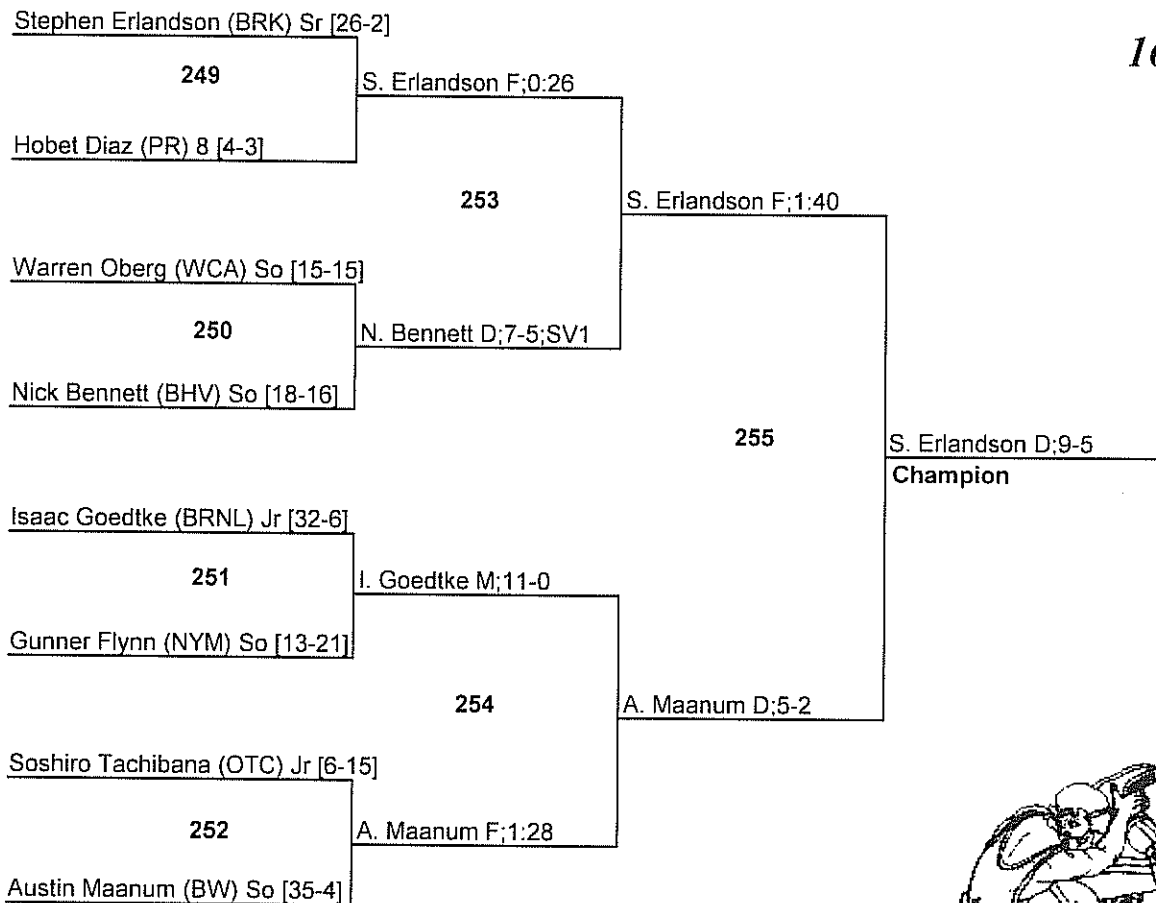 Stephen Erlandson (BRK) Sr [26-2]
249
S. Erlandson F;0:26
Hobet Diaz (PR) 8 [4-3]
253
S. Erlandson F;1:40
Warren Oberg (WCA) So [15-15]
250
N. Bennett D;7-5;SV1
Nick Bennett (BHV) So [18-16]
255
S. Erlandson D;9-5
Champion
Isaac Goedtke (BRNL) Jr [32-6]
251
I. Goedtke M;11-0
Gunner Flynn (NYM) So [13-21]
254
A. Maanum D;5-2
Soshiro Tachibana (OTC) Jr [6-15]
252
A. Maanum F;1:28
Austin Maanum (BW) So [35-4]